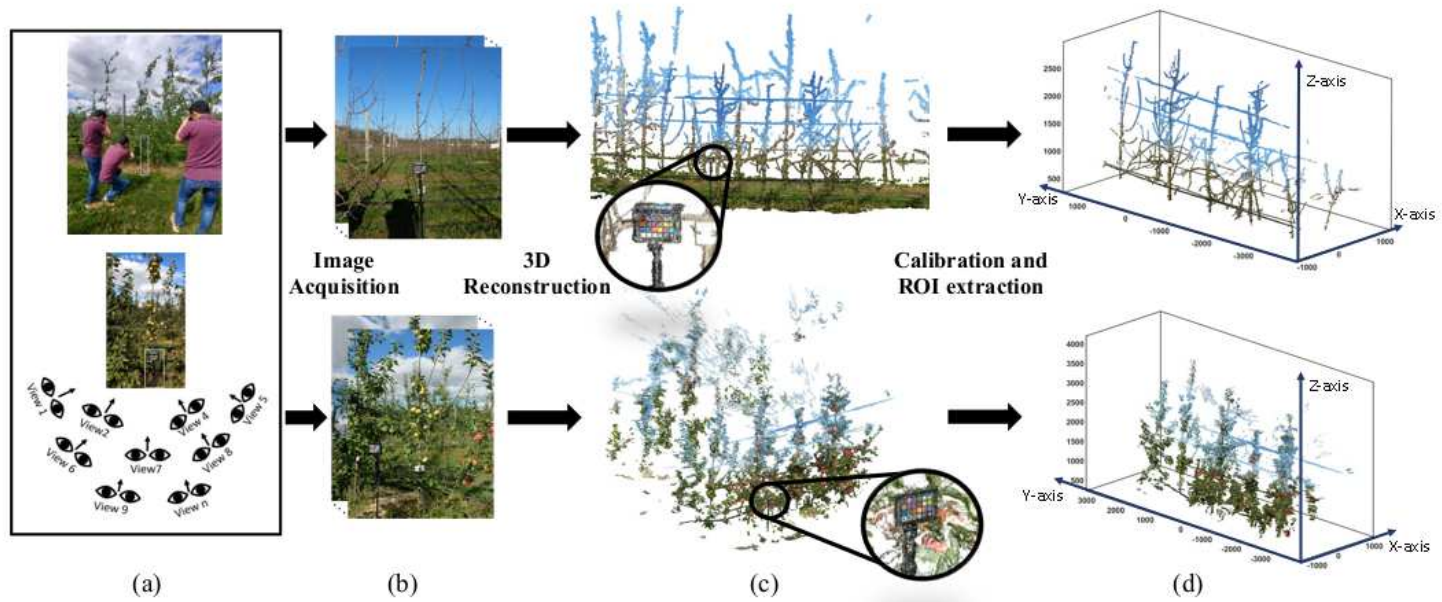 Image
Acquisition
3D
Reconstruction
Calibration and
ROI extraction
View 1
View2
View 4
View 5
View 6
View7
View 8
View 9
View n
2500
2000
1500
1000
500
Z-axis
Y-axis
X-axis
1000
0
-1000
-2000
-3000
-1000
0
1000
4000
3500
3000
2500
2000
1500
1000
500
Z-axis
Y-axis
X-axis
3000
2000
1000
0
-1000
-2000
-3000
-1000
0
1000
(a)
(b)
(c)
(d)